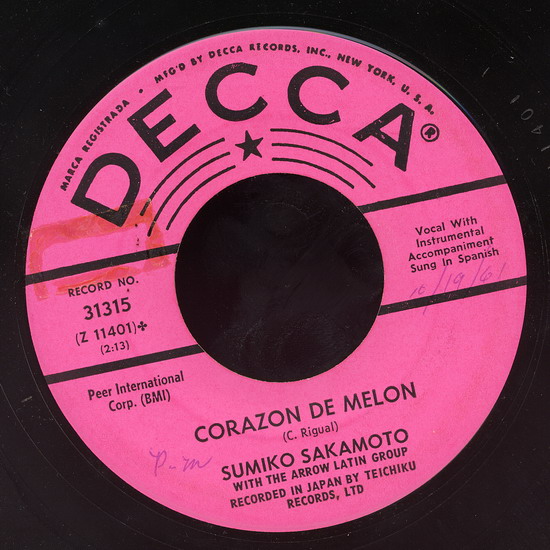 MARCA REGISTRADA • MFG'D BY DECCA RECORDS, INC., NEW YORK, U. S. A.
DECCA®
Vocal With
Instrumental
Accompaniment
Sung in Spanish
10/19/61
RECORD NO.
31315
(Z 11401)+
(2:13)
Peer International
Corp. (BMI)
CORAZON DE MELON
(C. Rigual)
P-m
SUMIKO SAKAMOTO
WITH THE ARROW LATIN GROUP
RECORDED IN JAPAN BY TEICHIKU
RECORDS, LTD